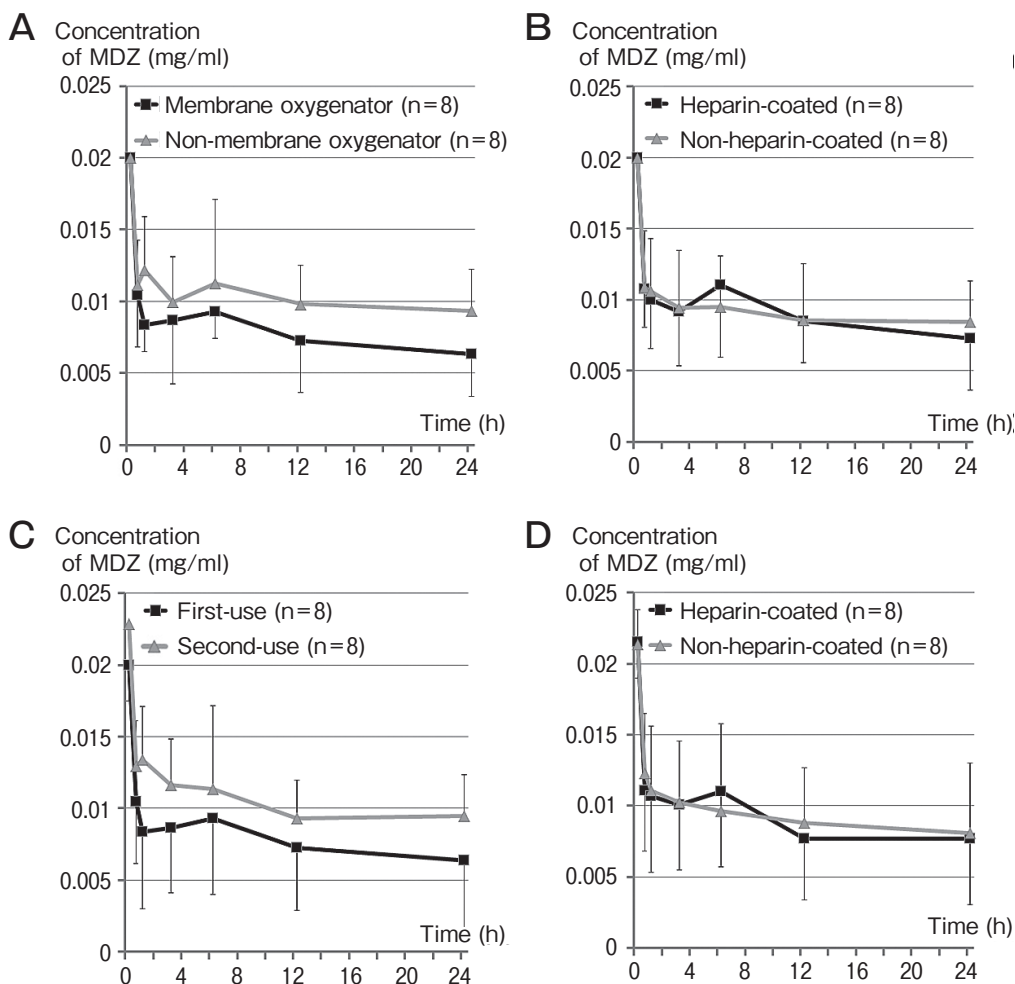 A Concentration
of MDZ (mg/ml)
0.025
Membrane oxygenator (n=8)
Non-membrane oxygenator (n=8)
0.02
0.015
0.01
0.005
Time (h)
0
0 4 8 12 16 20 24
B Concentration
of MDZ (mg/ml)
0.025
Heparin-coated (n=8)
Non-heparin-coated (n=8)
0.02
0.015
0.01
0.005
Time (h)
0
0 4 8 12 16 20 24
C Concentration
of MDZ (mg/ml)
0.025
First-use (n=8)
Second-use (n=8)
0.02
0.015
0.01
0.005
Time (h)
0
0 4 8 12 16 20 24
D Concentration
of MDZ (mg/ml)
0.025
Heparin-coated (n=8)
Non-heparin-coated (n=8)
0.02
0.015
0.01
0.005
Time (h)
0
0 4 8 12 16 20 24